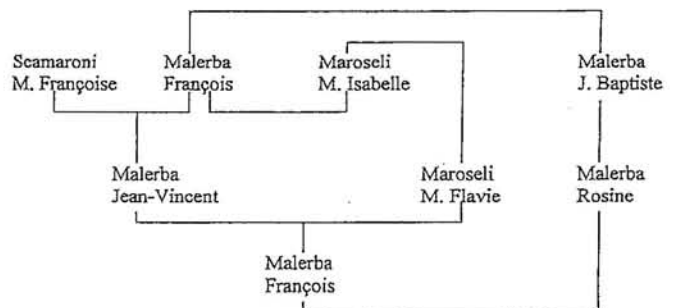 Scamaroni
M. Françoise
Malerba
François
Maroseli
M. Isabelle
Malerba
J. Baptiste
Malerba
Jean-Vincent
Maroseli
M. Flavie
Malerba
Rosine
Malerba
François